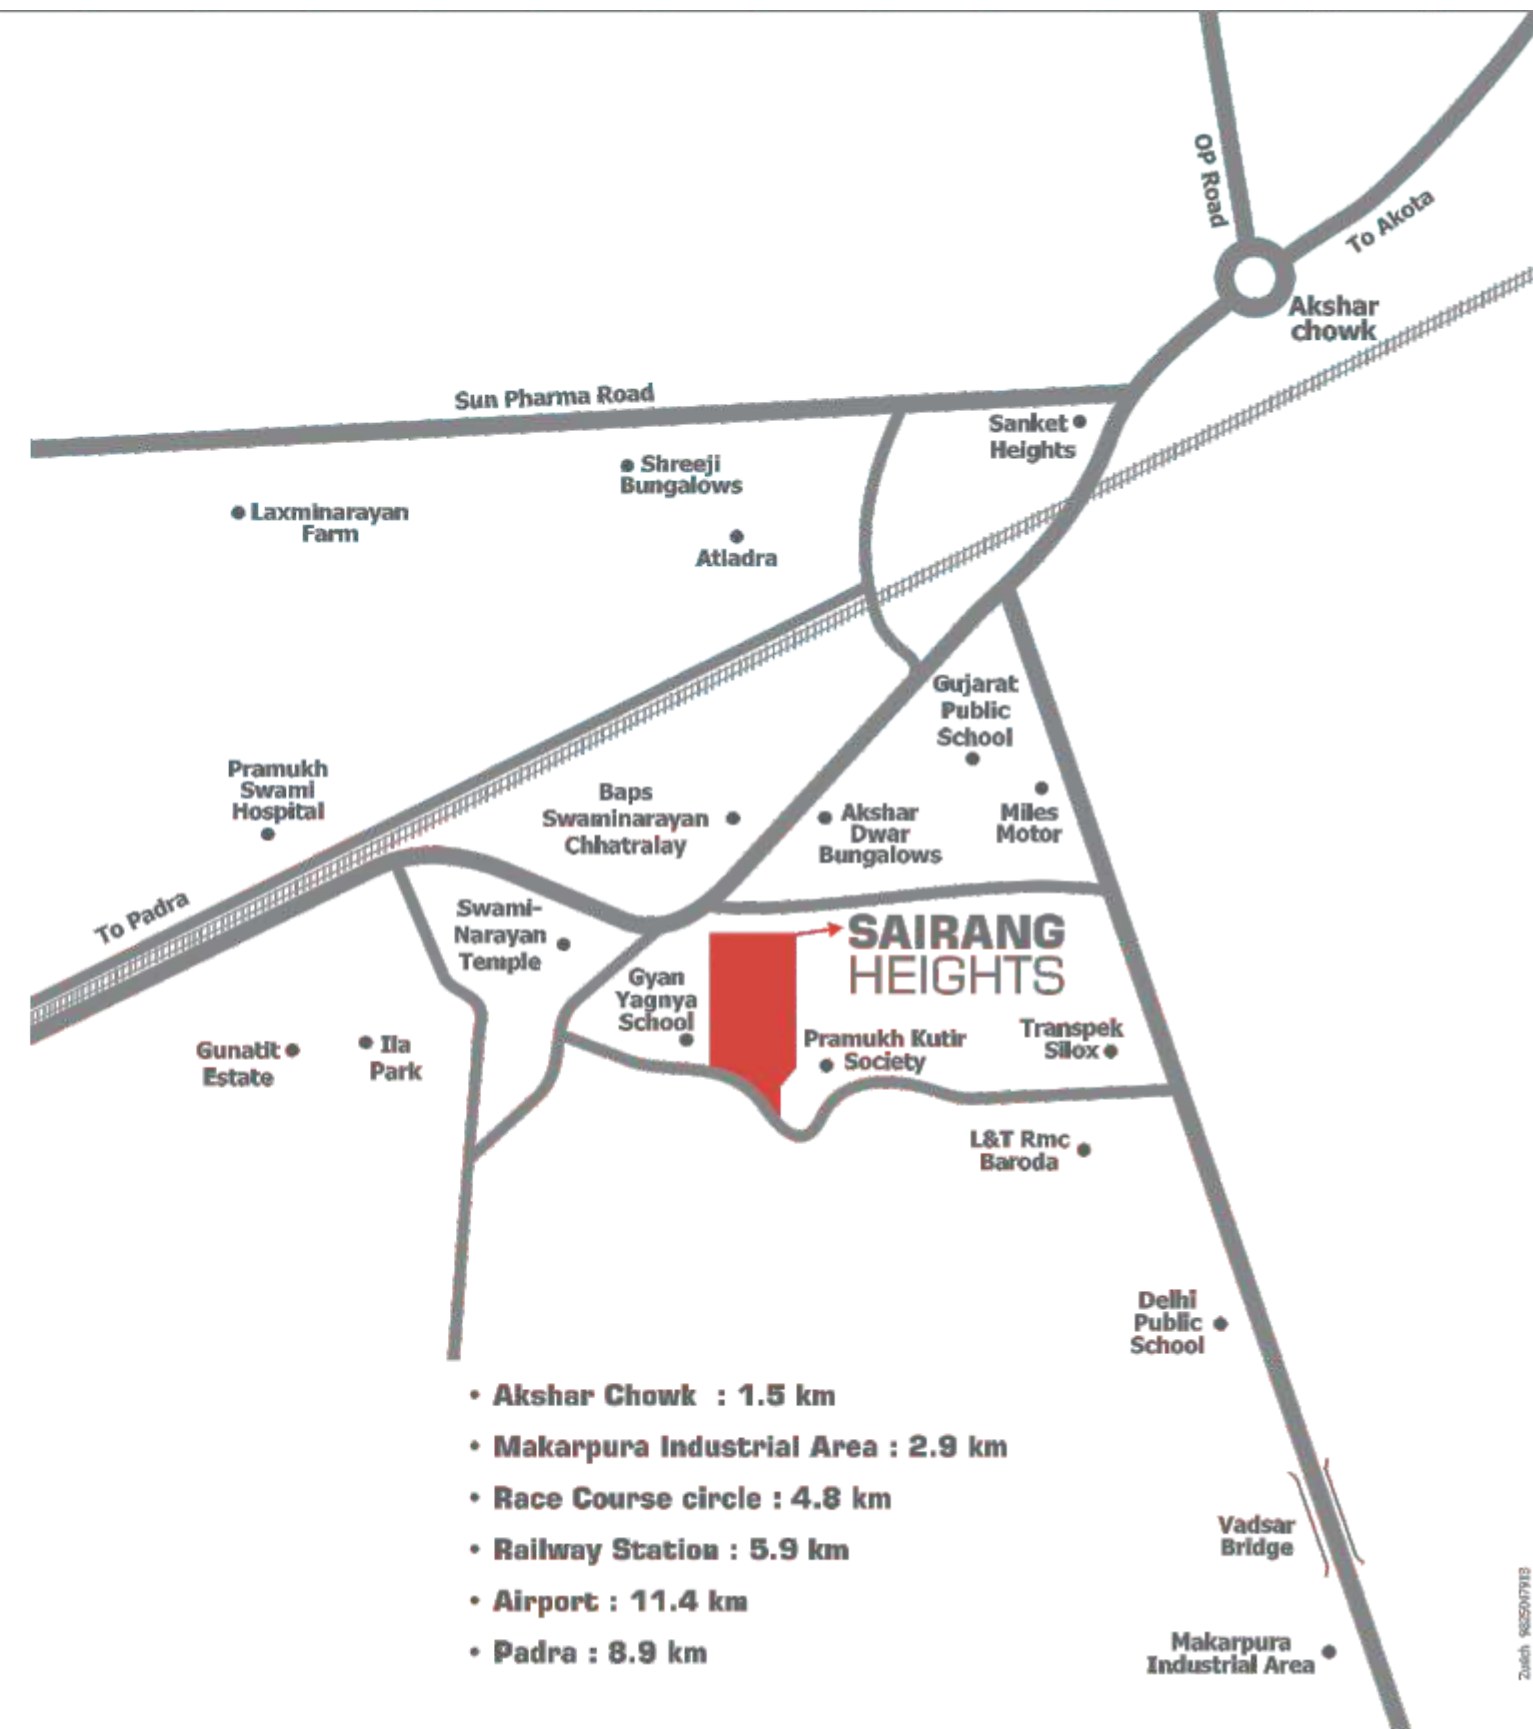 OP Road
To Akota
Akshar
chowk
Sun Pharma Road
Sanket
Heights
Shreeji
Bungalows
Laxminarayan
Farm
Atladra
Gujarat
Public
School
Pramukh
Swami
Hospital
Baps
Swaminarayan
Chhatralay
Akshar
Dwar
Bungalows
Miles
Motor
To Padra
Swami-
Narayan
Temple
SAIRANG
HEIGHTS
Gyan
Yagnya
School
Pramukh Kutir
Society
Transpek
Silox
Gunatit
Estate
Ila
Park
L&T Rmc
Baroda
Delhi
Public
School
• Akshar Chowk : 1.5 km
• Makarpura Industrial Area : 2.9 km
• Race Course circle : 4.8 km
• Railway Station : 5.9 km
• Airport : 11.4 km
• Padra : 8.9 km
Vadsar
Bridge
Makarpura
Industrial Area